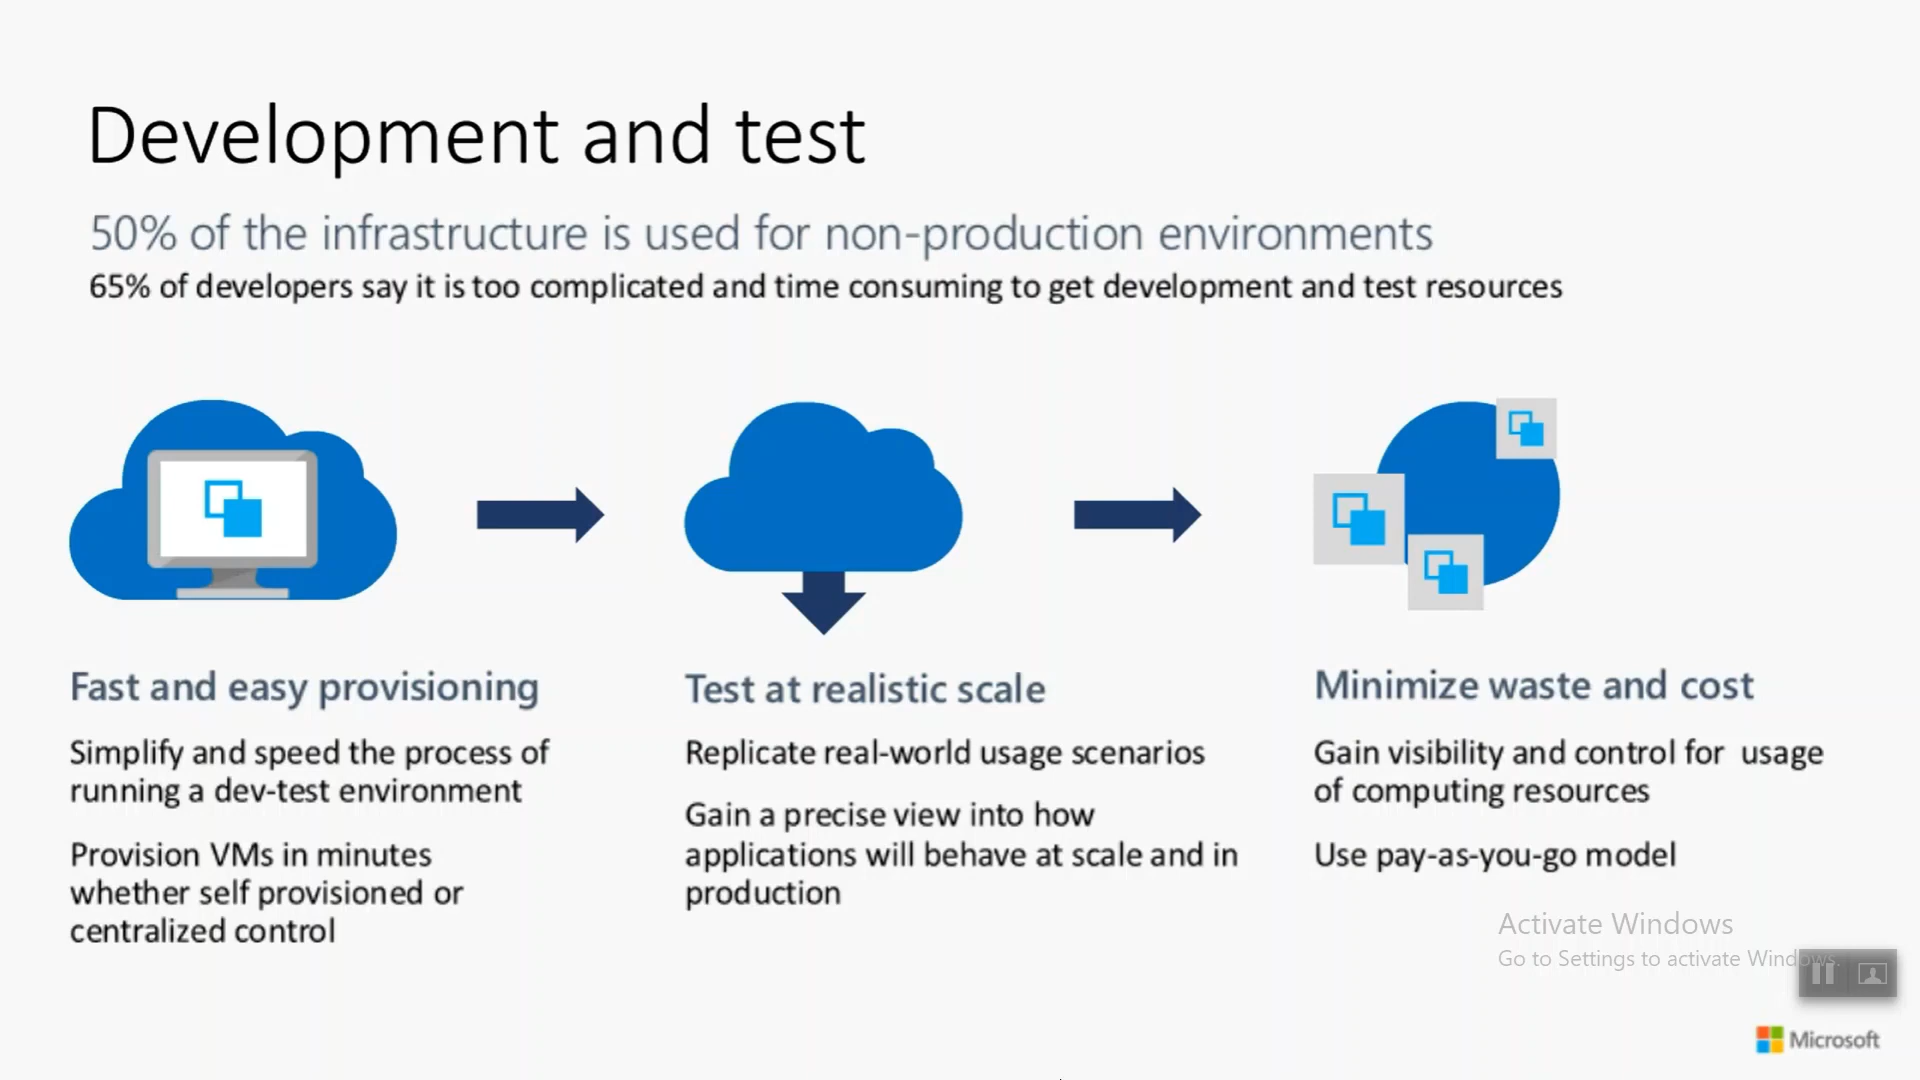 Development and test
50% of the infrastructure is used for non-production environments
65% of developers say it is too complicated and time consuming to get development and test resources
Fast and easy provisioning
Simplify and speed the process of
running a dev-test environment
Provision VMs in minutes
whether self provisioned or
centralized control
Test at realistic scale
Replicate real-world usage scenarios
Gain a precise view into how
applications will behave at scale and in
production
Minimize waste and cost
Gain visibility and control for  usage
of computing resources
Use pay-as-you-go model
Activate Windows
Go to Settings to activate Windows.
Microsoft